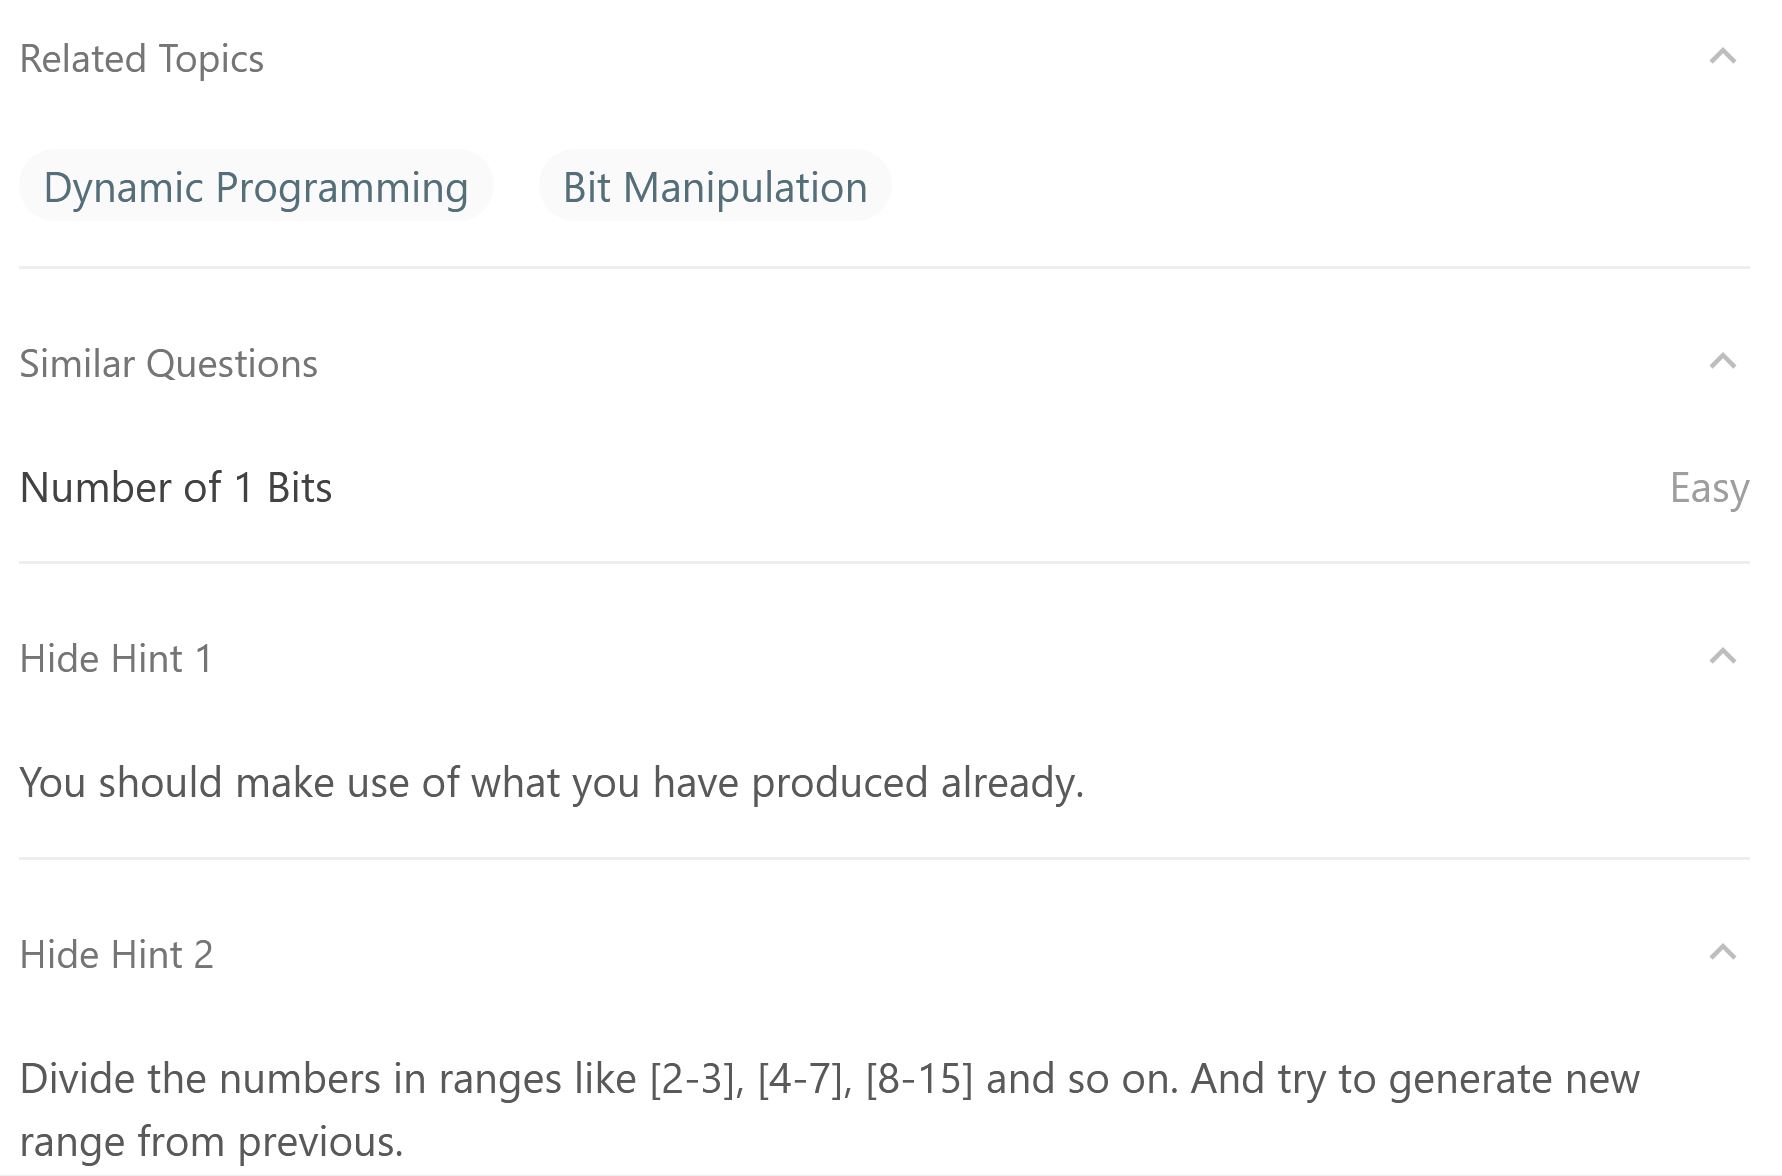 Related Topics
Dynamic Programming Bit Manipulation
Similar Questions
Number of 1 Bits Easy
Hide Hint 1
You should make use of what you have produced already.
Hide Hint 2
Divide the numbers in ranges like [2-3], [4-7], [8-15] and so on. And try to generate new
range from previous.